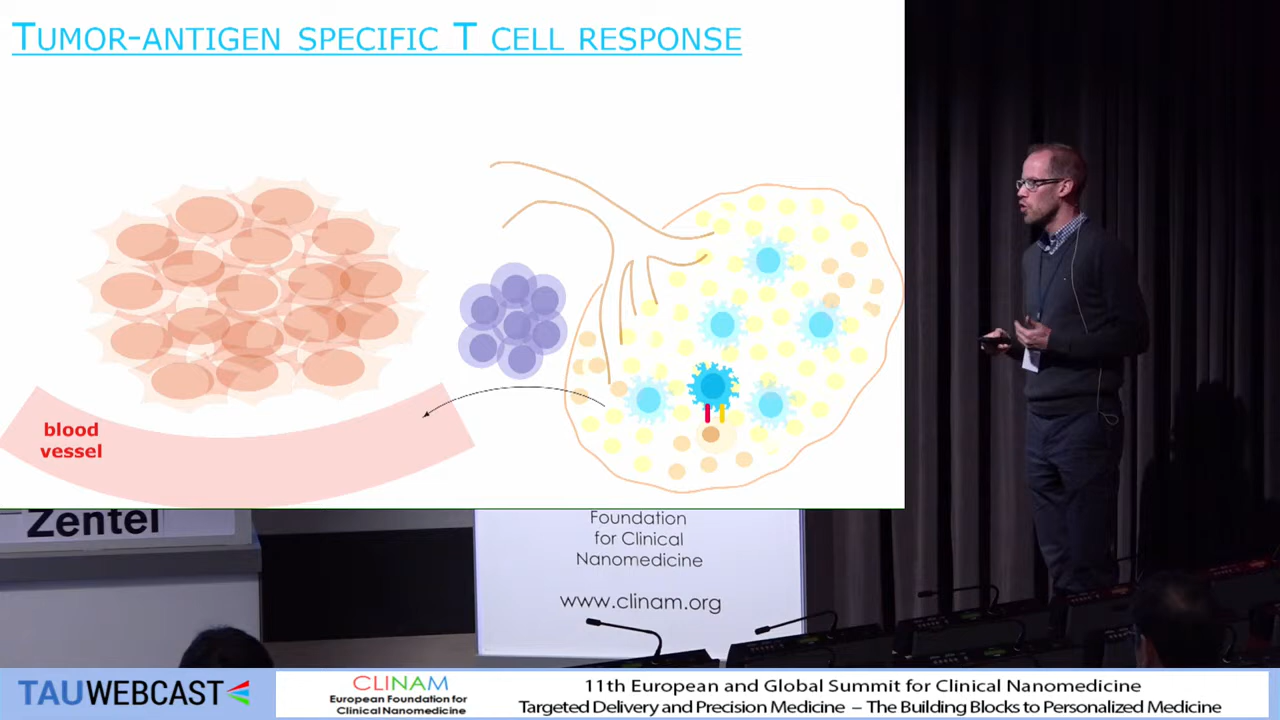 TUMOR-ANTIGEN SPECIFIC T CELL RESPONSE
blood
vessel
Zentel
Foundation
for Clinical
Nanomedicine
www.clinam.org
TAUWEBCAST
CLINAM
European Foundation for
Clinical Nanomedicine
11th European and Global Summit for Clinical Nanomedicine
Targeted Delivery and Precision Medicine – The Building Blocks to Personalized Medicine